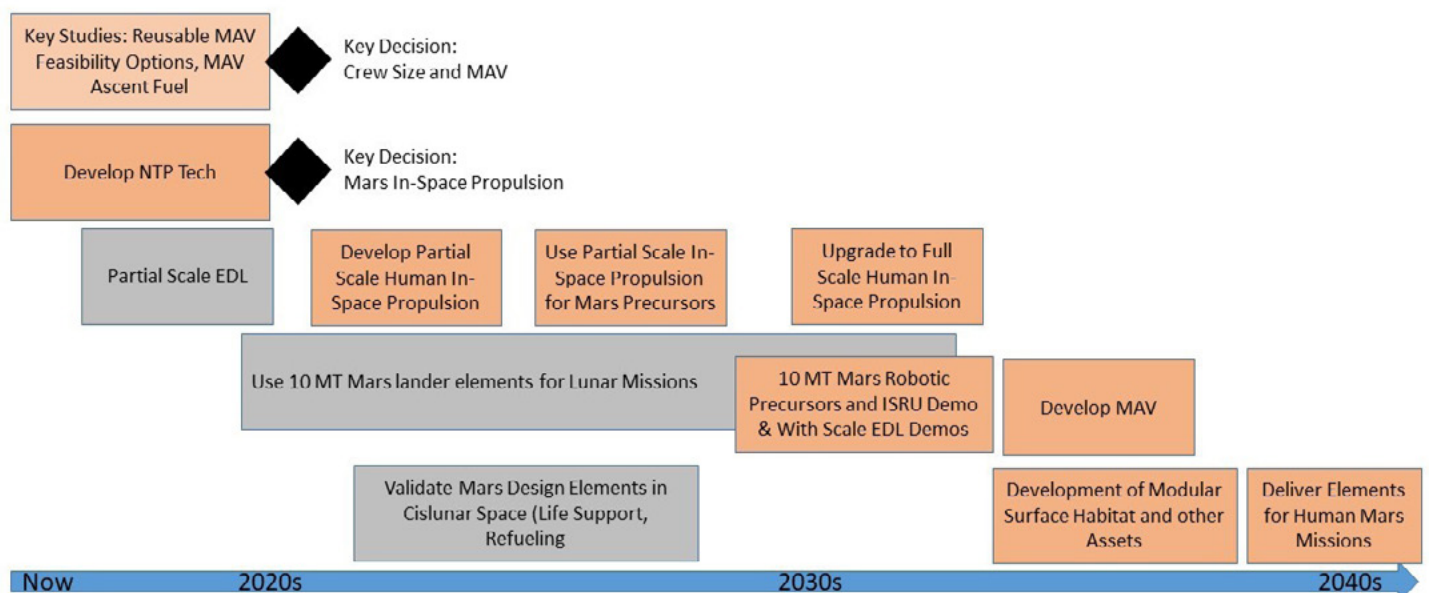 Key Studies: Reusable MAV
Feasibility Options, MAV
Ascent Fuel
Key Decision:
Crew Size and MAV
Develop NTP Tech
Key Decision:
Mars In-Space Propulsion
Partial Scale EDL
Develop Partial
Scale Human In-
Space Propulsion
Use Partial Scale In-
Space Propulsion
for Mars Precursors
Upgrade to Full
Scale Human In-
Space Propulsion
Use 10 MT Mars lander elements for Lunar Missions
10 MT Mars Robotic
Precursors and ISRU Demo
& With Scale EDL Demos
Develop MAV
Validate Mars Design Elements in
Cislunar Space (Life Support,
Refueling
Development of Modular
Surface Habitat and other
Assets
Deliver Elements
for Human Mars
Missions
Now 2020s 2030s 2040s